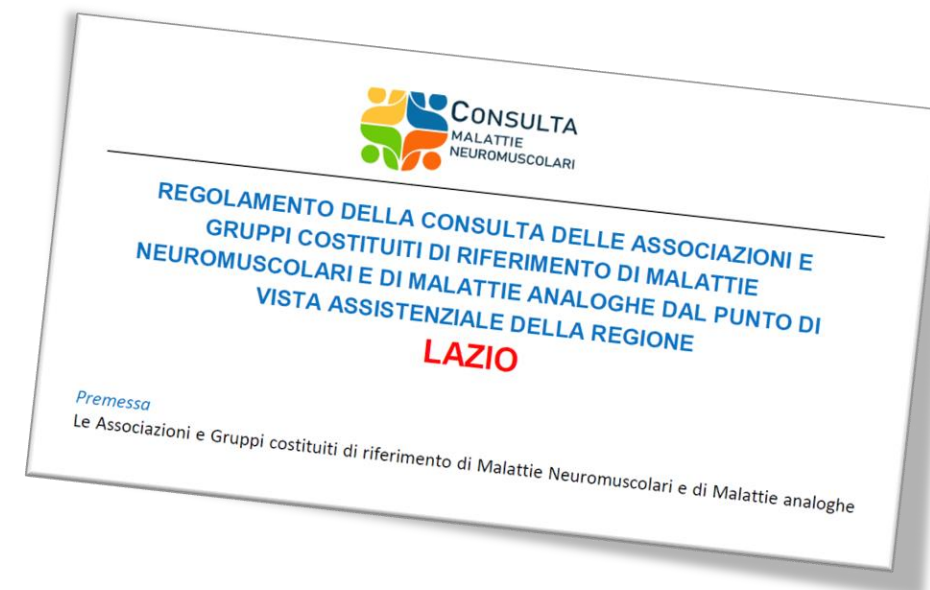 CONSULTA
MALATTIE
NEUROMUSCOLARI
REGOLAMENTO DELLA CONSULTA DELLE ASSOCIAZIONI E
GRUPPI COSTITUITI DI RIFERIMENTO DI MALATTIE
NEUROMUSCOLARI E DI MALATTIE ANALOGHE DAL PUNTO DI
VISTA ASSISTENZIALE DELLA REGIONE
LAZIO
Premessa
Le Associazioni e Gruppi costituiti di riferimento di Malattie Neuromuscolari e di Malattie analoghe